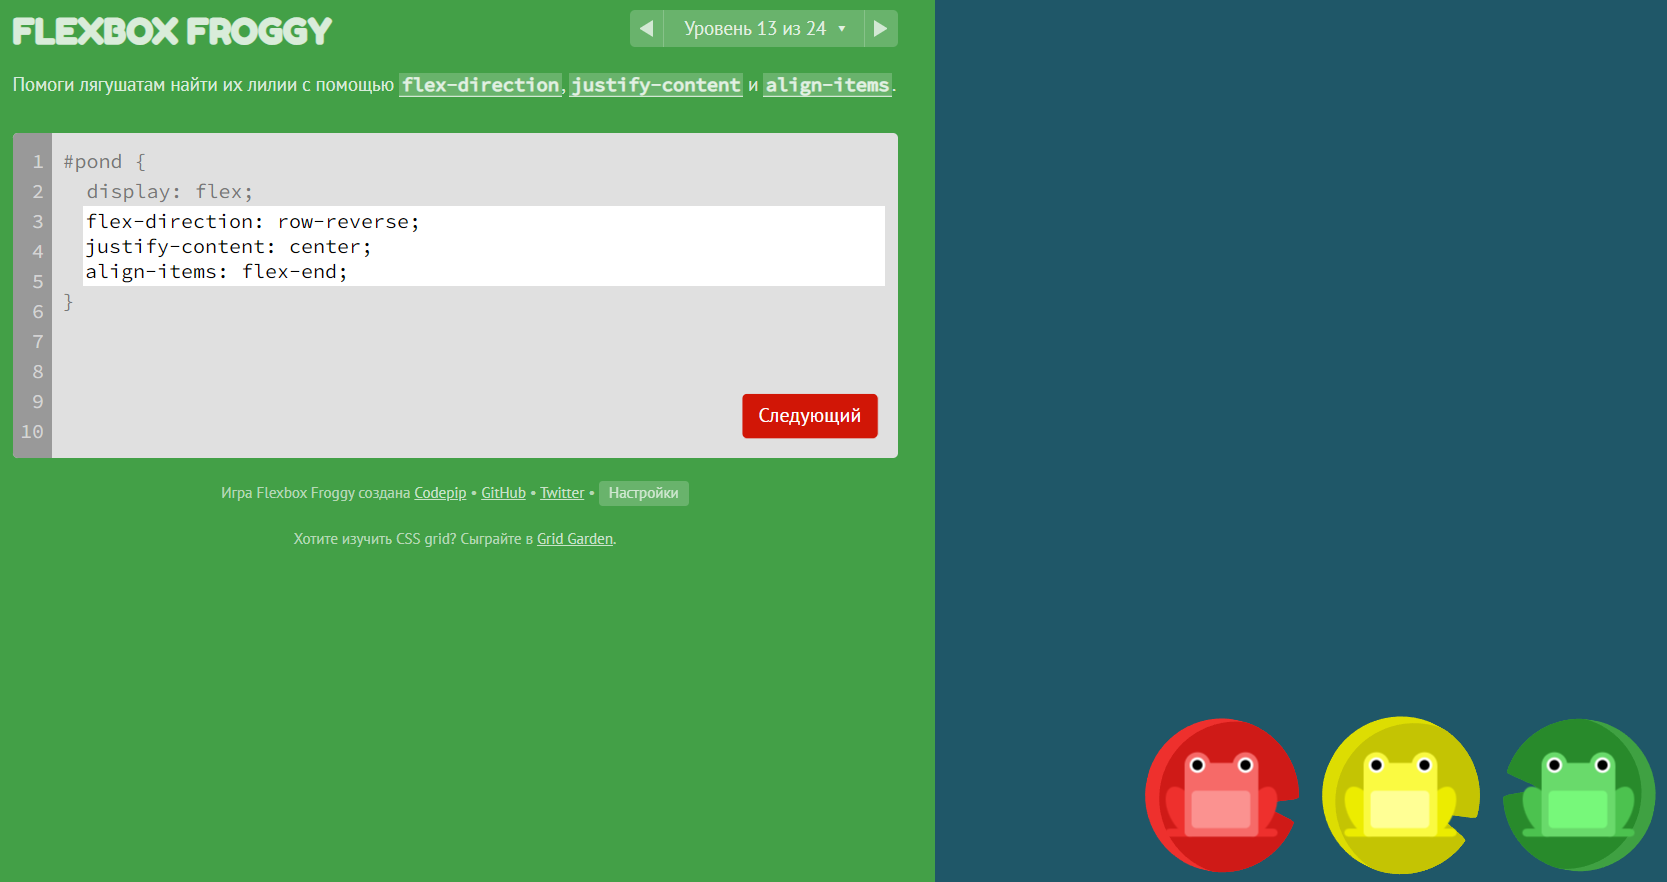 FLEXBOX FROGGY
Уровень 13 из 24
Помоги лягушатам найти их лилии с помощью flex-direction, justify-content и align-items.
1 #pond {
2 display: flex;
3 flex-direction: row-reverse;
4 justify-content: center;
5 align-items: flex-end;
6 }
7
8
9
10
Следующий
Игра Flexbox Froggy создана Codepip • GitHub • Twitter • Настройки
Хотите изучить CSS grid? Сыграйте в Grid Garden.